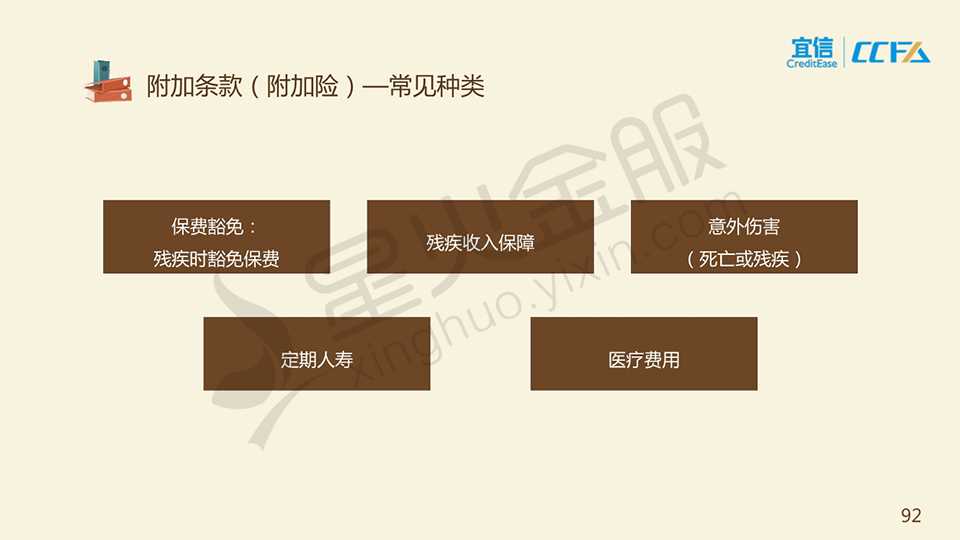 宜信
CreditEase
CCFA
附加条款（附加险）—常见种类
保费豁免：
残疾时豁免保费
残疾收入保障
意外伤害
（死亡或残疾）
定期人寿
医疗费用
星火金服
xinghuo.yixin.com
92